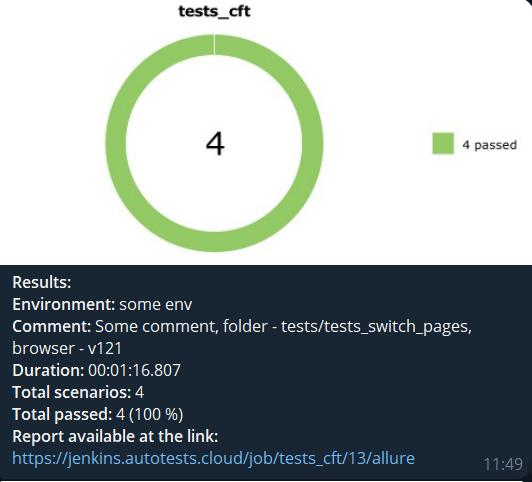 tests_cft
4
4 passed
Results:
Environment: some env
Comment: Some comment, folder - tests/tests_switch_pages,
browser - v121
Duration: 00:01:16.807
Total scenarios: 4
Total passed: 4 (100 %)
Report available at the link:
https://jenkins.autotests.cloud/job/tests_cft/13/allure
11:49